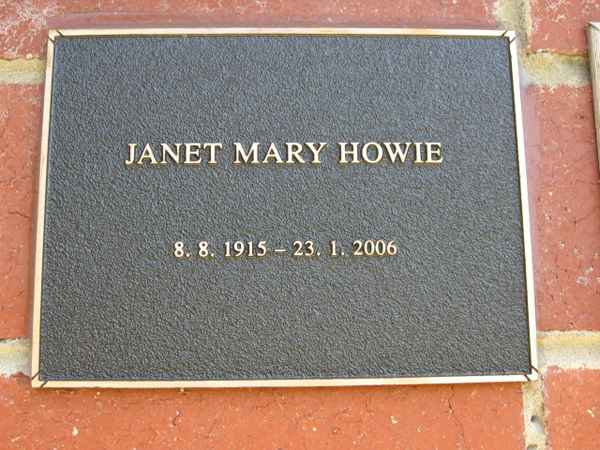 JANET MARY HOWIE
8. 8. 1915 – 23. 1. 2006